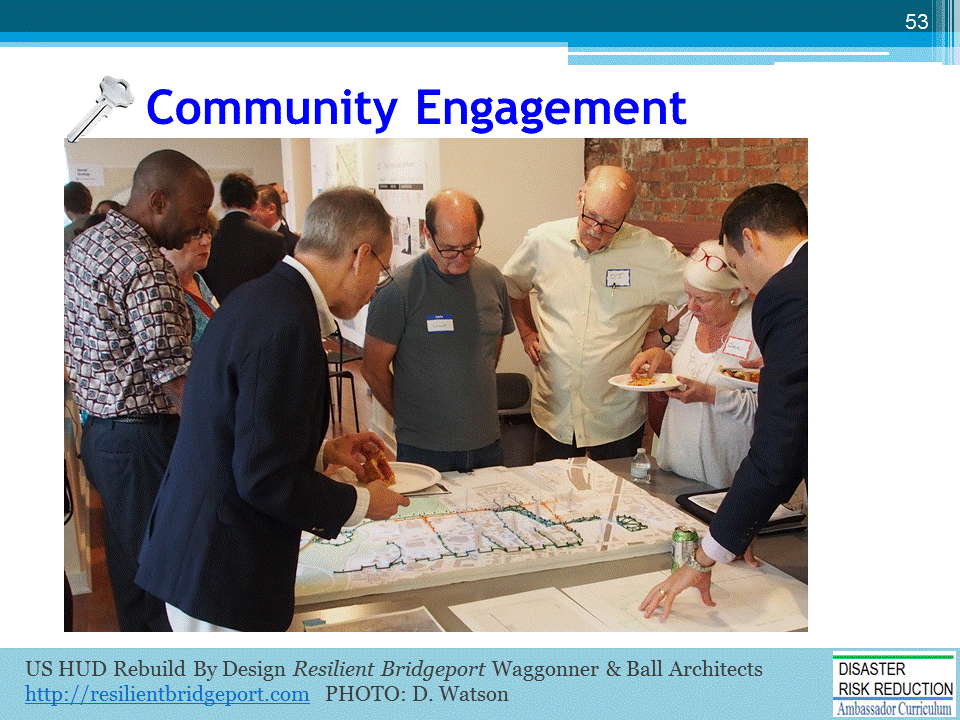 53
Community Engagement
US HUD Rebuild By Design Resilient Bridgeport Waggonner & Ball Architects
http://resilientbridgeport.com PHOTO: D. Watson
DISASTER
RISK REDUCTION
Ambassador Curriculum